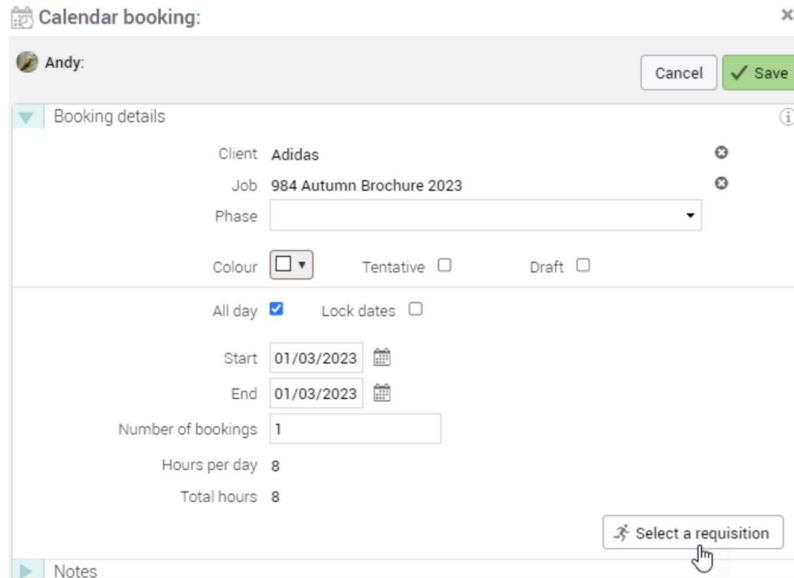 Calendar booking:
Andy:
Cancel
Save
Booking details
Client Adidas
Job 984 Autumn Brochure 2023
Phase
Colour Tentative Draft
All day Lock dates
Start 01/03/2023
End 01/03/2023
Number of bookings 1
Hours per day 8
Total hours 8
Select a requisition
Notes